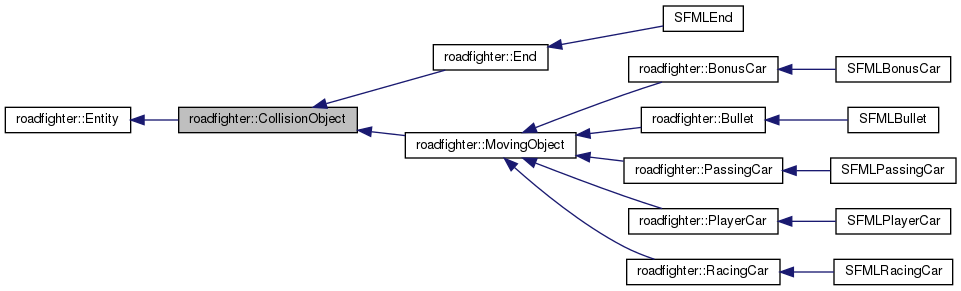 SFMLEnd
roadfighter::End
roadfighter::BonusCar
SFMLBonusCar
roadfighter::Entity
roadfighter::CollisionObject
roadfighter::Bullet
SFMLBullet
roadfighter::MovingObject
roadfighter::PassingCar
SFMLPassingCar
roadfighter::PlayerCar
SFMLPlayerCar
roadfighter::RacingCar
SFMLRacingCar